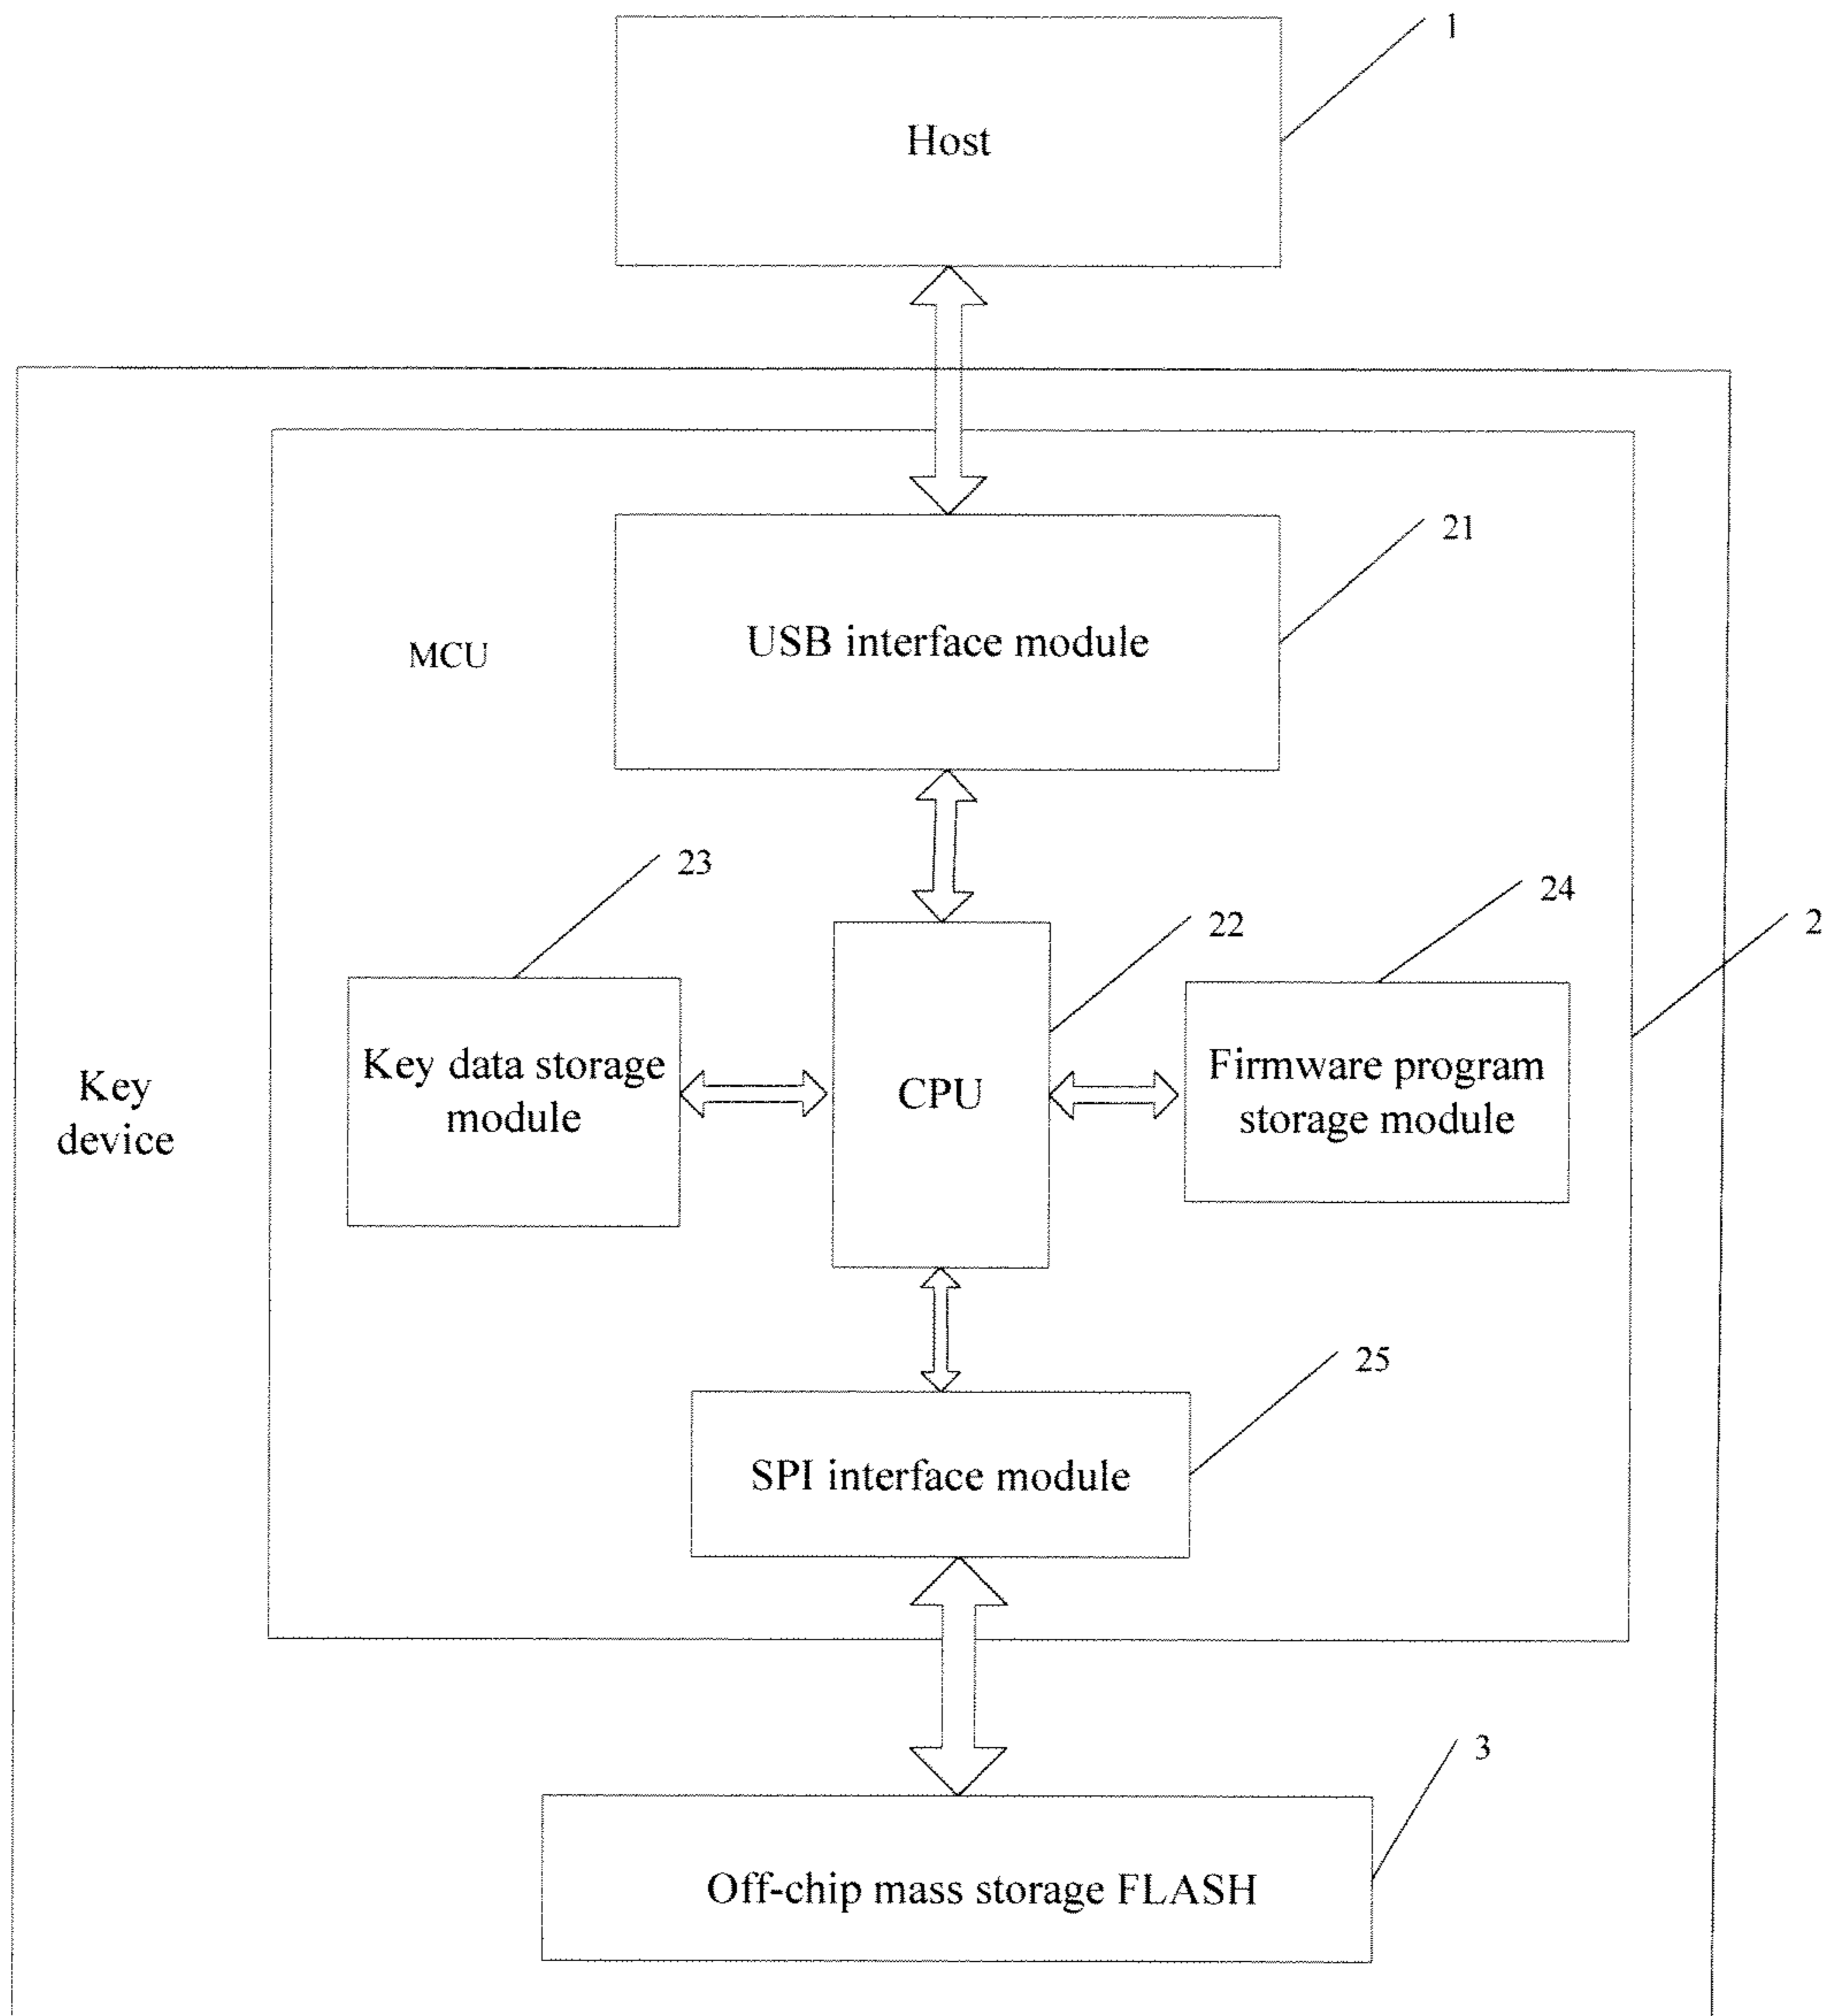 1
Host
21
USB interface module
MCU
23
24
22
2
Key data storage
module
CPU
Firmware program
storage module
Key
device
25
SPI interface module
3
Off-chip mass storage FLASH